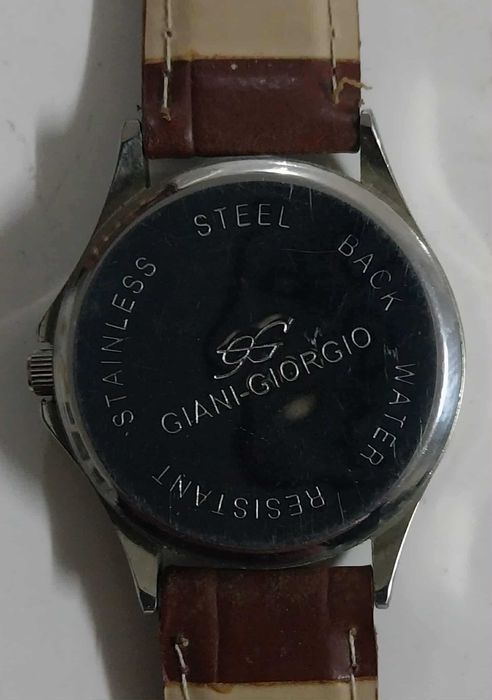 STAINLESS STEEL BACK WATER RESISTANT
GG
GIANI-GIORGIO